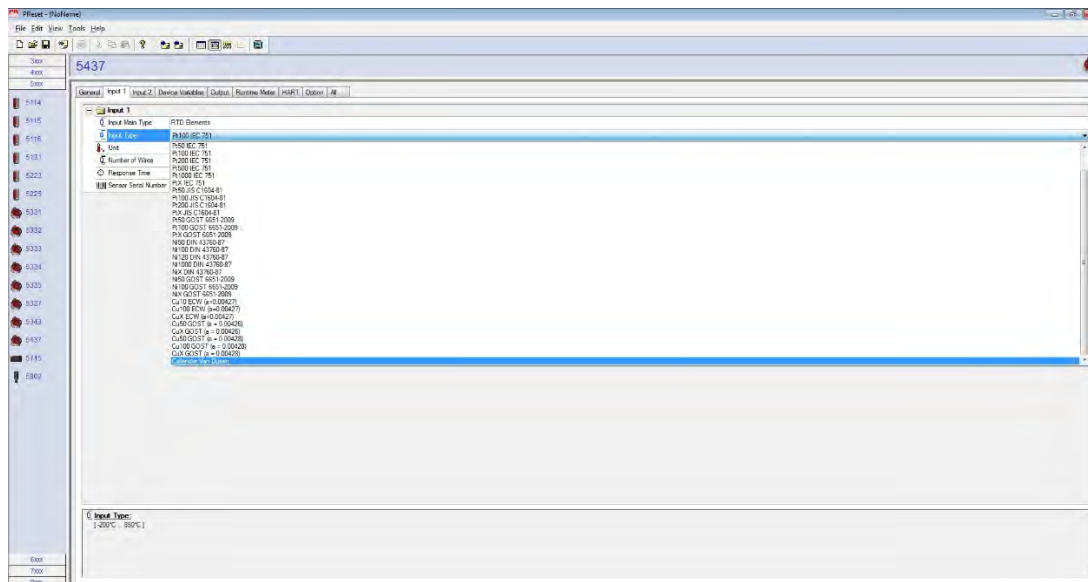 PReset - (NoName)
File Edit View Tools Help
3xxx
4xxx
5xxx
5437
General Input 1 Input 2 Device Variables Output Runtime Meter HART Option All
5114
5115
5116
5131
5223
5225
5331
5332
5333
5334
5335
5337
5343
5437
5745
5802
Input 1
Input Main Type RTD Elements
Input Type Pt100 IEC 751
Unit
Number of Wires
Response Time
Sensor Serial Number
Pt50 IEC 751
Pt100 IEC 751
Pt200 IEC 751
Pt500 IEC 751
Pt1000 IEC 751
PtX IEC 751
Pt50 JIS C1604-81
Pt100 JIS C1604-81
Pt200 JIS C1604-81
PtX JIS C1604-81
Pt50 GOST 6651-2009
Pt100 GOST 6651-2009
PtX GOST 6651-2009
Ni50 DIN 43760-87
Ni100 DIN 43760-87
Ni120 DIN 43760-87
Ni1000 DIN 43760-87
NiX DIN 43760-87
Ni50 GOST 6651-2009
Ni100 GOST 6651-2009
NiX GOST 6651-2009
Cu10 ECW (a=0.00427)
Cu100 ECW (a=0.00427)
CuX ECW (a=0.00427)
Cu50 GOST (a = 0.00426)
CuX GOST (a = 0.00426)
Cu50 GOST (a = 0.00428)
Cu100 GOST (a = 0.00428)
CuX GOST (a = 0.00428)
Callendar Van Dusen
Input Type:
[-200°C .. 850°C]
6xxx
7xxx